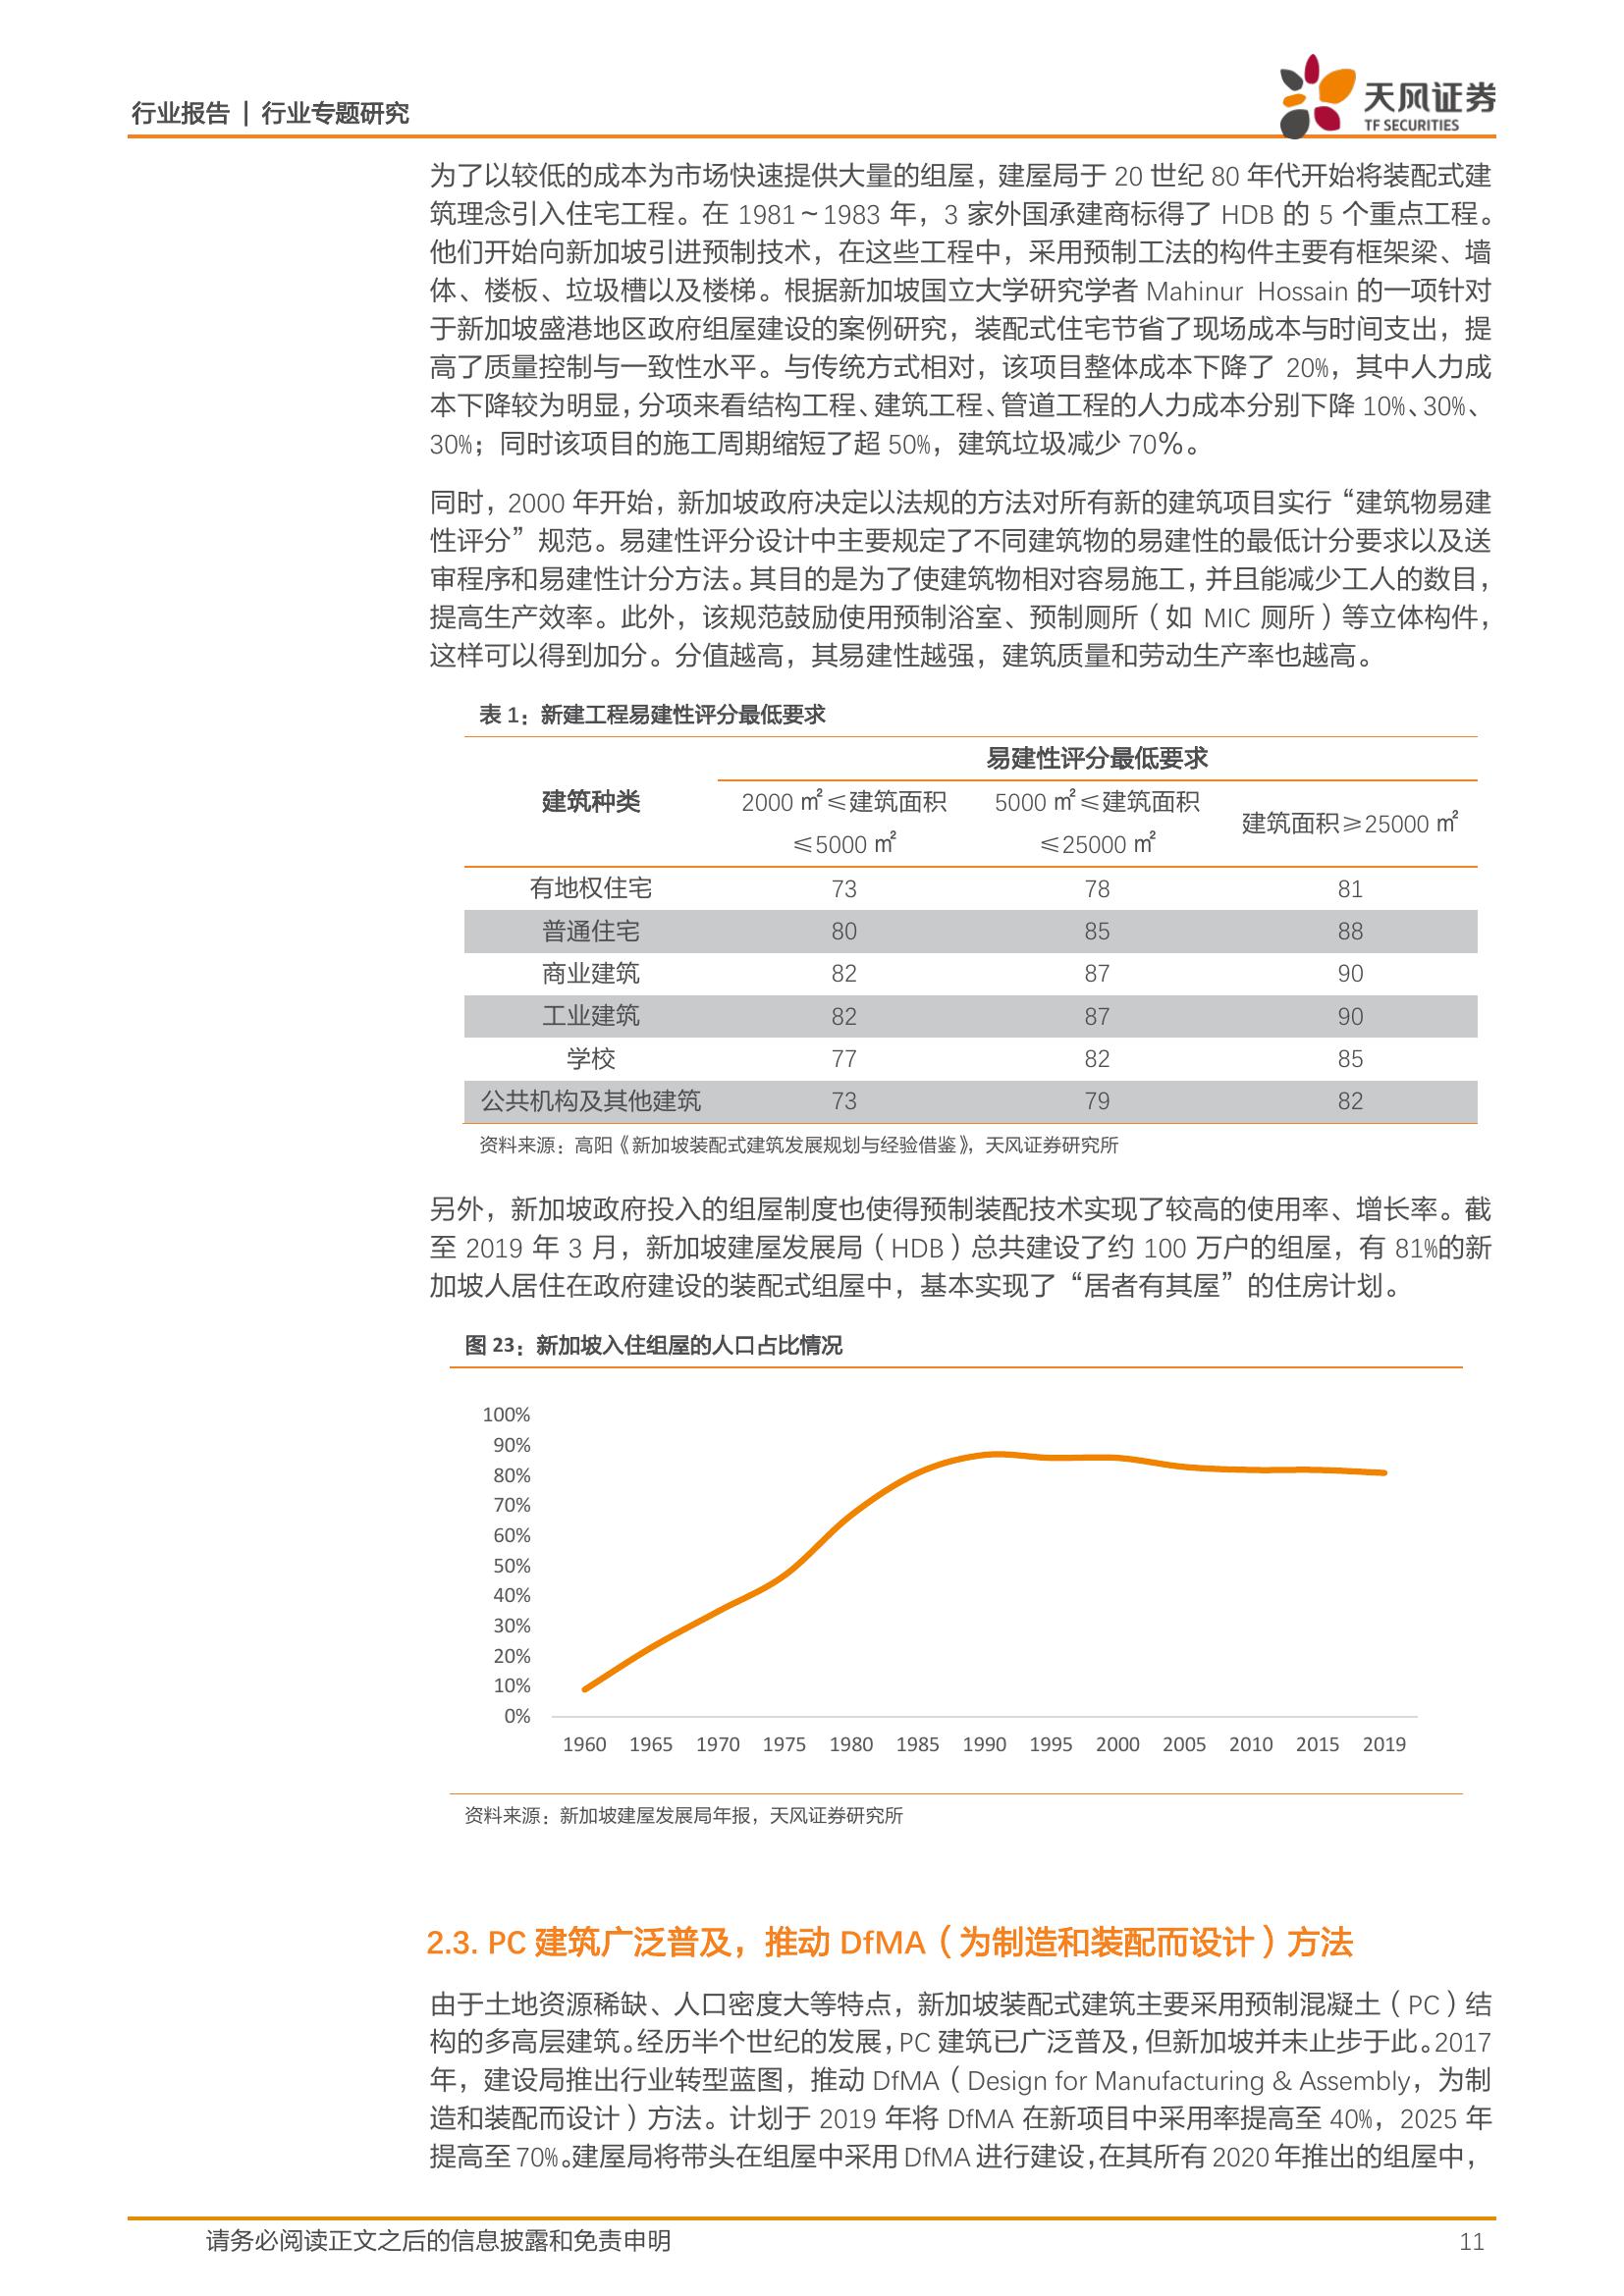 行业报告 | 行业专题研究
天风证券
TF SECURITIES
为了以较低的成本为市场快速提供大量的组屋，建屋局于 20 世纪 80 年代开始将装配式建
筑理念引入住宅工程。在 1981～1983 年，3 家外国承建商标得了 HDB 的 5 个重点工程。
他们开始向新加坡引进预制技术，在这些工程中，采用预制工法的构件主要有框架梁、墙
体、楼板、垃圾槽以及楼梯。根据新加坡国立大学研究学者 Mahinur Hossain 的一项针对
于新加坡盛港地区政府组屋建设的案例研究，装配式住宅节省了现场成本与时间支出，提
高了质量控制与一致性水平。与传统方式相对，该项目整体成本下降了 20%，其中人力成
本下降较为明显，分项来看结构工程、建筑工程、管道工程的人力成本分别下降 10%、30%、
30%；同时该项目的施工周期缩短了超 50%，建筑垃圾减少 70%。
同时，2000 年开始，新加坡政府决定以法规的方法对所有新的建筑项目实行“建筑物易建
性评分”规范。易建性评分设计中主要规定了不同建筑物的易建性的最低计分要求以及送
审程序和易建性计分方法。其目的是为了使建筑物相对容易施工，并且能减少工人的数目，
提高生产效率。此外，该规范鼓励使用预制浴室、预制厕所（如 MIC 厕所）等立体构件，
这样可以得到加分。分值越高，其易建性越强，建筑质量和劳动生产率也越高。
表 1：新建工程易建性评分最低要求
易建性评分最低要求
建筑种类
2000 ㎡≤建筑面积
≤5000 ㎡
5000 ㎡≤建筑面积
≤25000 ㎡
建筑面积≥25000 ㎡
有地权住宅 73 78 81
普通住宅 80 85 88
商业建筑 82 87 90
工业建筑 82 87 90
学校 77 82 85
公共机构及其他建筑 73 79 82
资料来源：高阳《新加坡装配式建筑发展规划与经验借鉴》，天风证券研究所
另外，新加坡政府投入的组屋制度也使得预制装配技术实现了较高的使用率、增长率。截
至 2019 年 3 月，新加坡建屋发展局（HDB）总共建设了约 100 万户的组屋，有 81%的新
加坡人居住在政府建设的装配式组屋中，基本实现了“居者有其屋”的住房计划。
图 23：新加坡入住组屋的人口占比情况
100%
90%
80%
70%
60%
50%
40%
30%
20%
10%
0%
1960 1965 1970 1975 1980 1985 1990 1995 2000 2005 2010 2015 2019
资料来源：新加坡建屋发展局年报，天风证券研究所
2.3. PC 建筑广泛普及，推动 DfMA（为制造和装配而设计）方法
由于土地资源稀缺、人口密度大等特点，新加坡装配式建筑主要采用预制混凝土（PC）结
构的多高层建筑。经历半个世纪的发展，PC 建筑已广泛普及，但新加坡并未止步于此。2017
年，建设局推出行业转型蓝图，推动 DfMA（Design for Manufacturing & Assembly，为制
造和装配而设计）方法。计划于 2019 年将 DfMA 在新项目中采用率提高至 40%，2025 年
提高至 70%。建屋局将带头在组屋中采用 DfMA 进行建设，在其所有 2020 年推出的组屋中，
请务必阅读正文之后的信息披露和免责申明
11